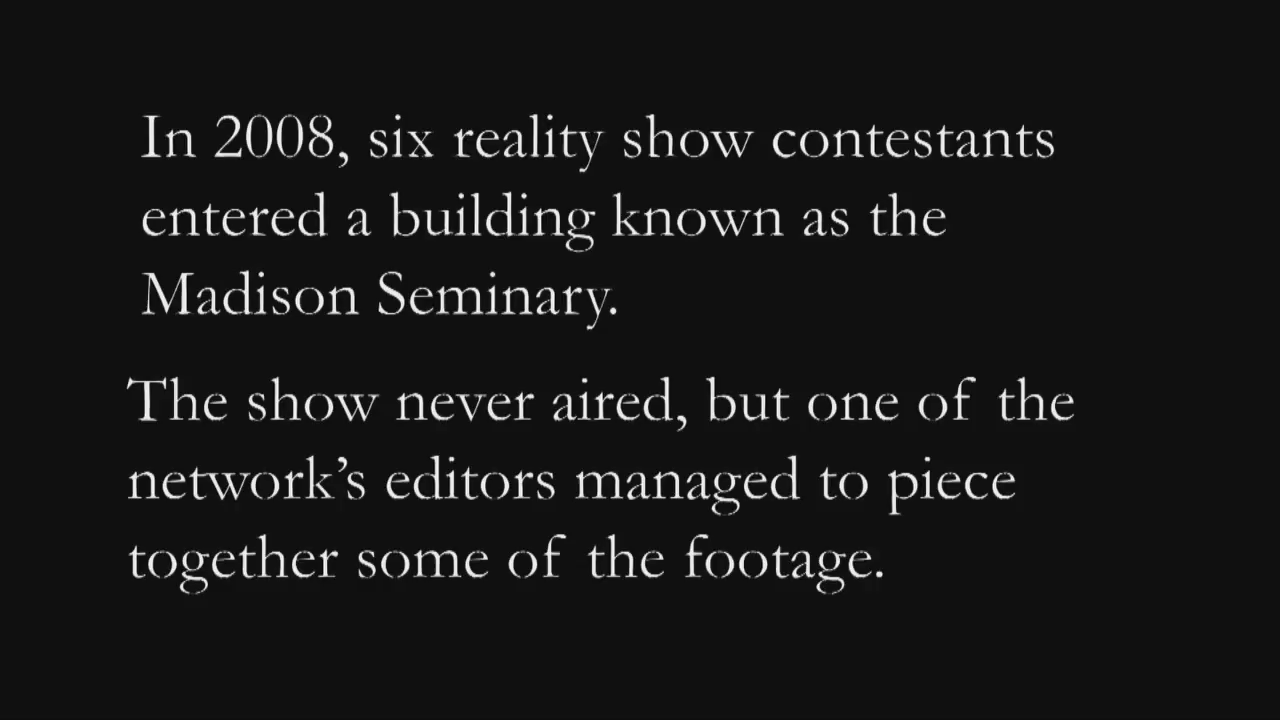 In 2008, six reality show contestants
entered a building known as the
Madison Seminary.
The show never aired, but one of the
network’s editors managed to piece
together some of the footage.